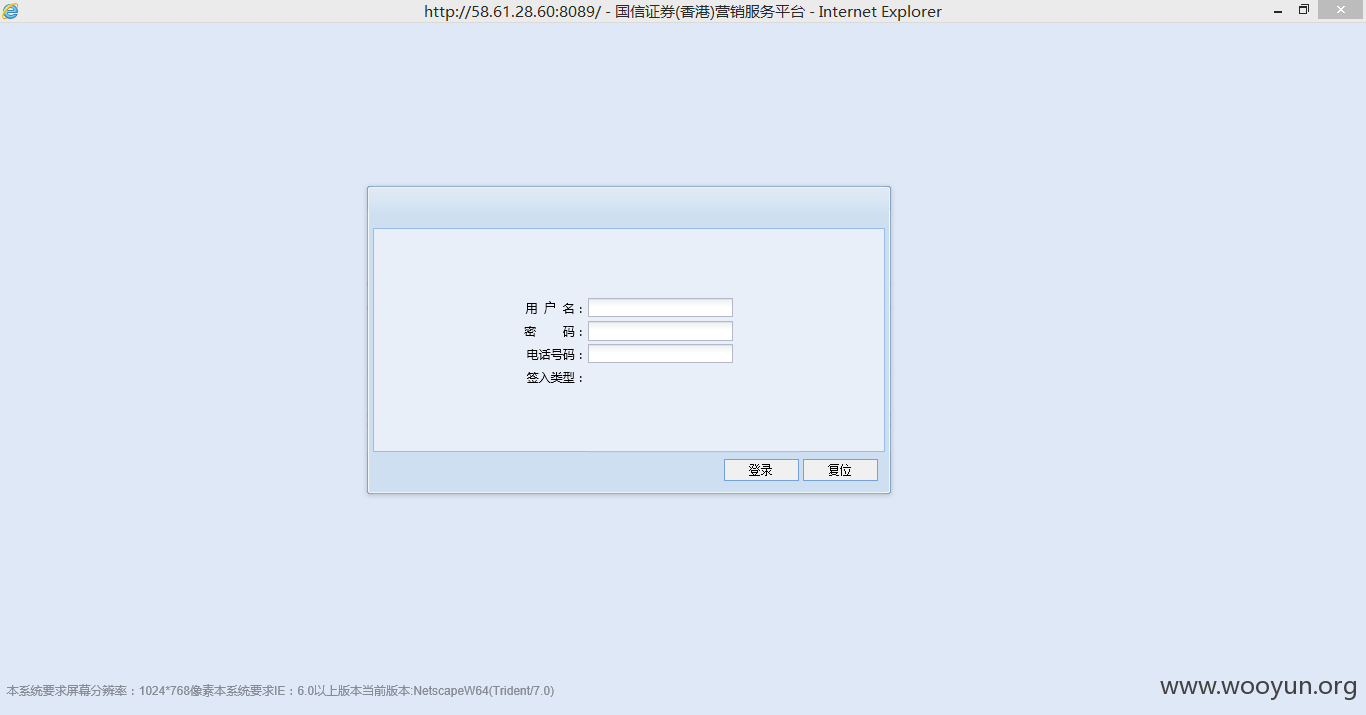 http://58.61.28.60:8089/ - 国信证券(香港)营销服务平台 - Internet Explorer
用 户 名：
密 码：
电话号码：
签入类型：
登录 复位
本系统要求屏幕分辨率：1024*768像素本系统要求IE：6.0以上版本当前版本:NetscapeW64(Trident/7.0)
www.wooyun.org